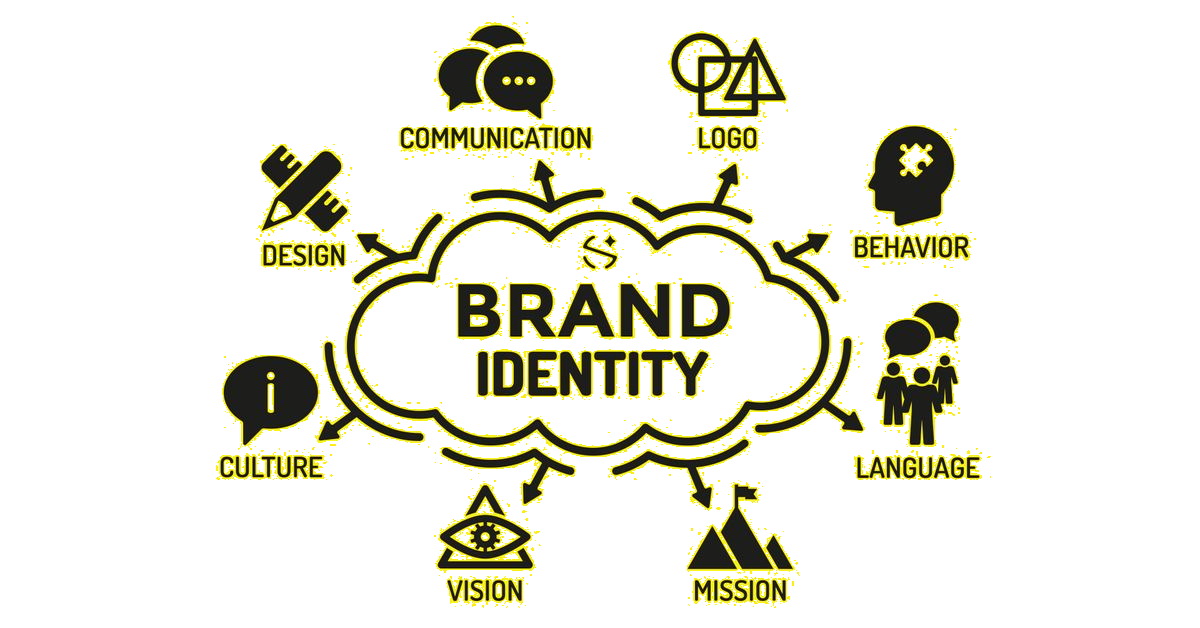 COMMUNICATION
LOGO
DESIGN
BEHAVIOR
BRAND
IDENTITY
CULTURE
LANGUAGE
VISION
MISSION